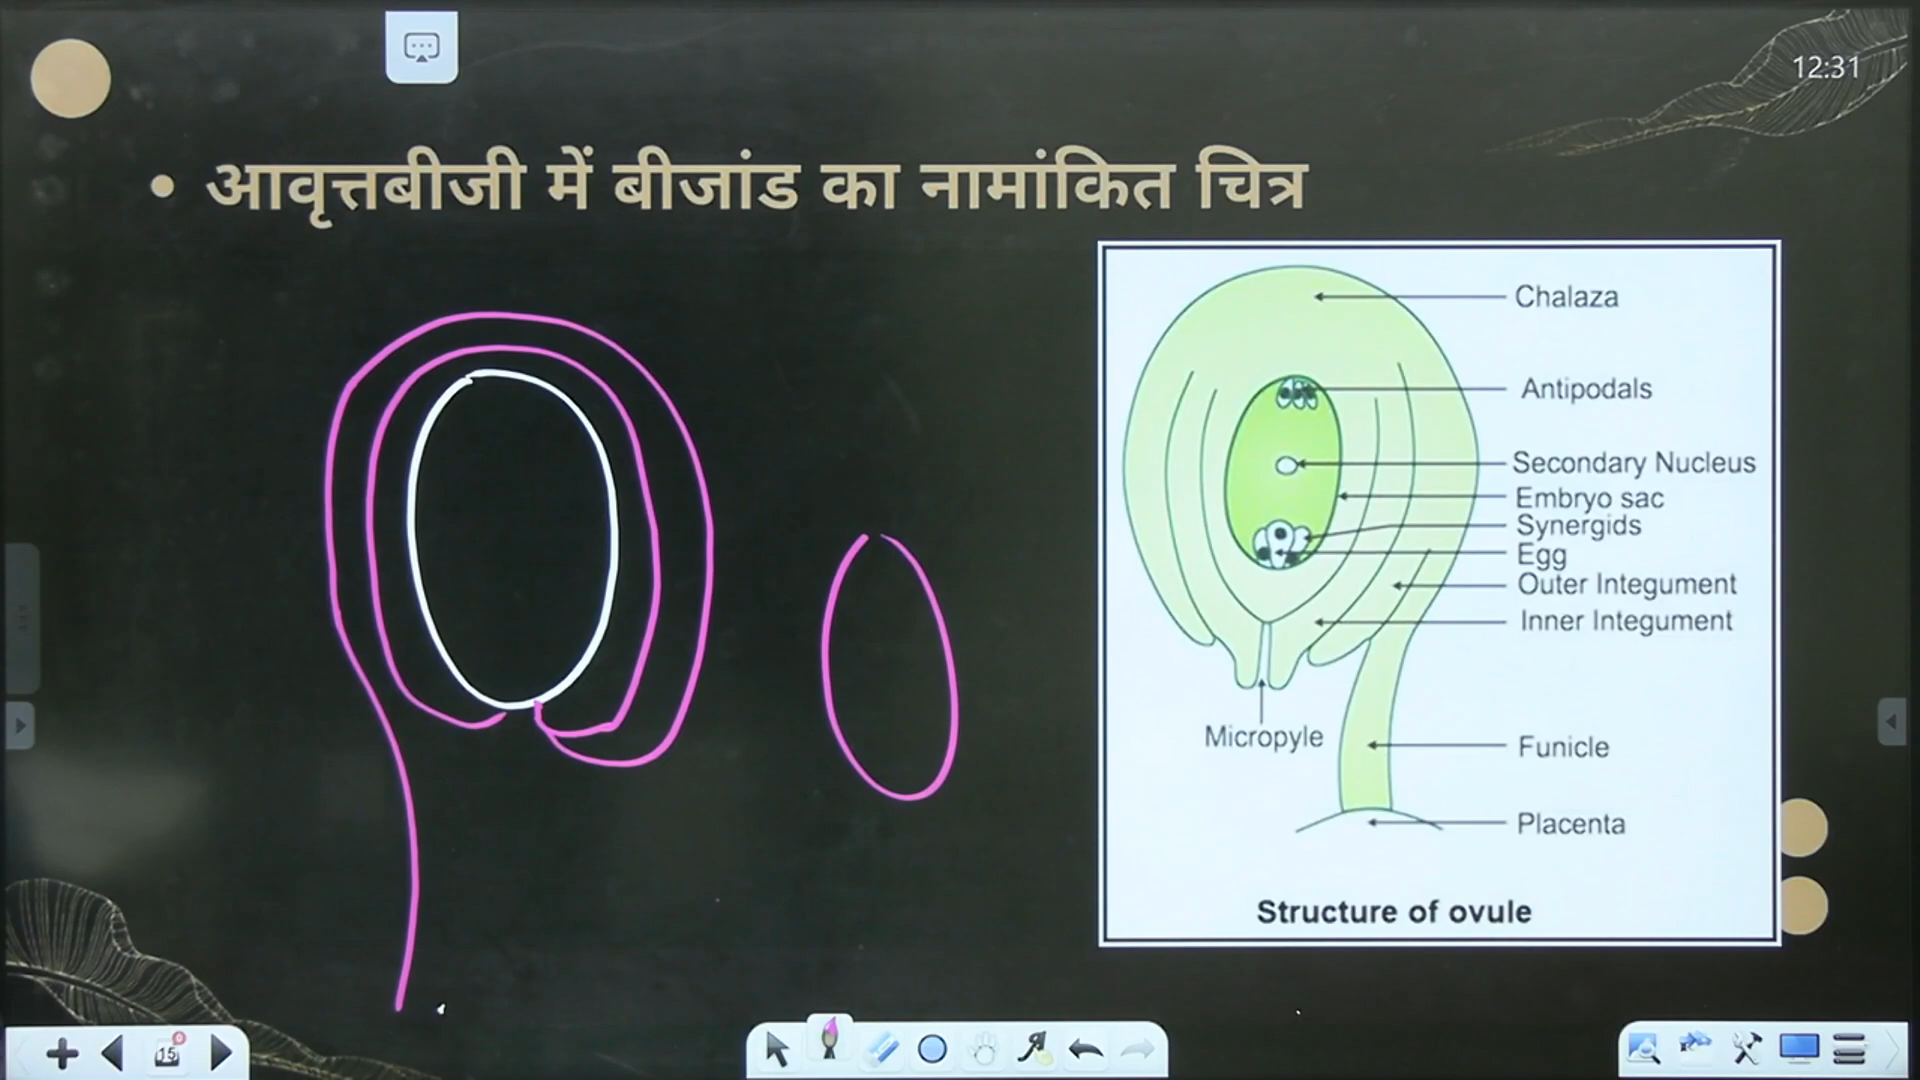 12:31
• आवृत्तबीजी में बीजांड का नामांकित चित्र
Chalaza
Antipodals
Secondary Nucleus
Embryo sac
Synergids
Egg
Outer Integument
Inner Integument
Micropyle
Funicle
Placenta
Structure of ovule
15
0